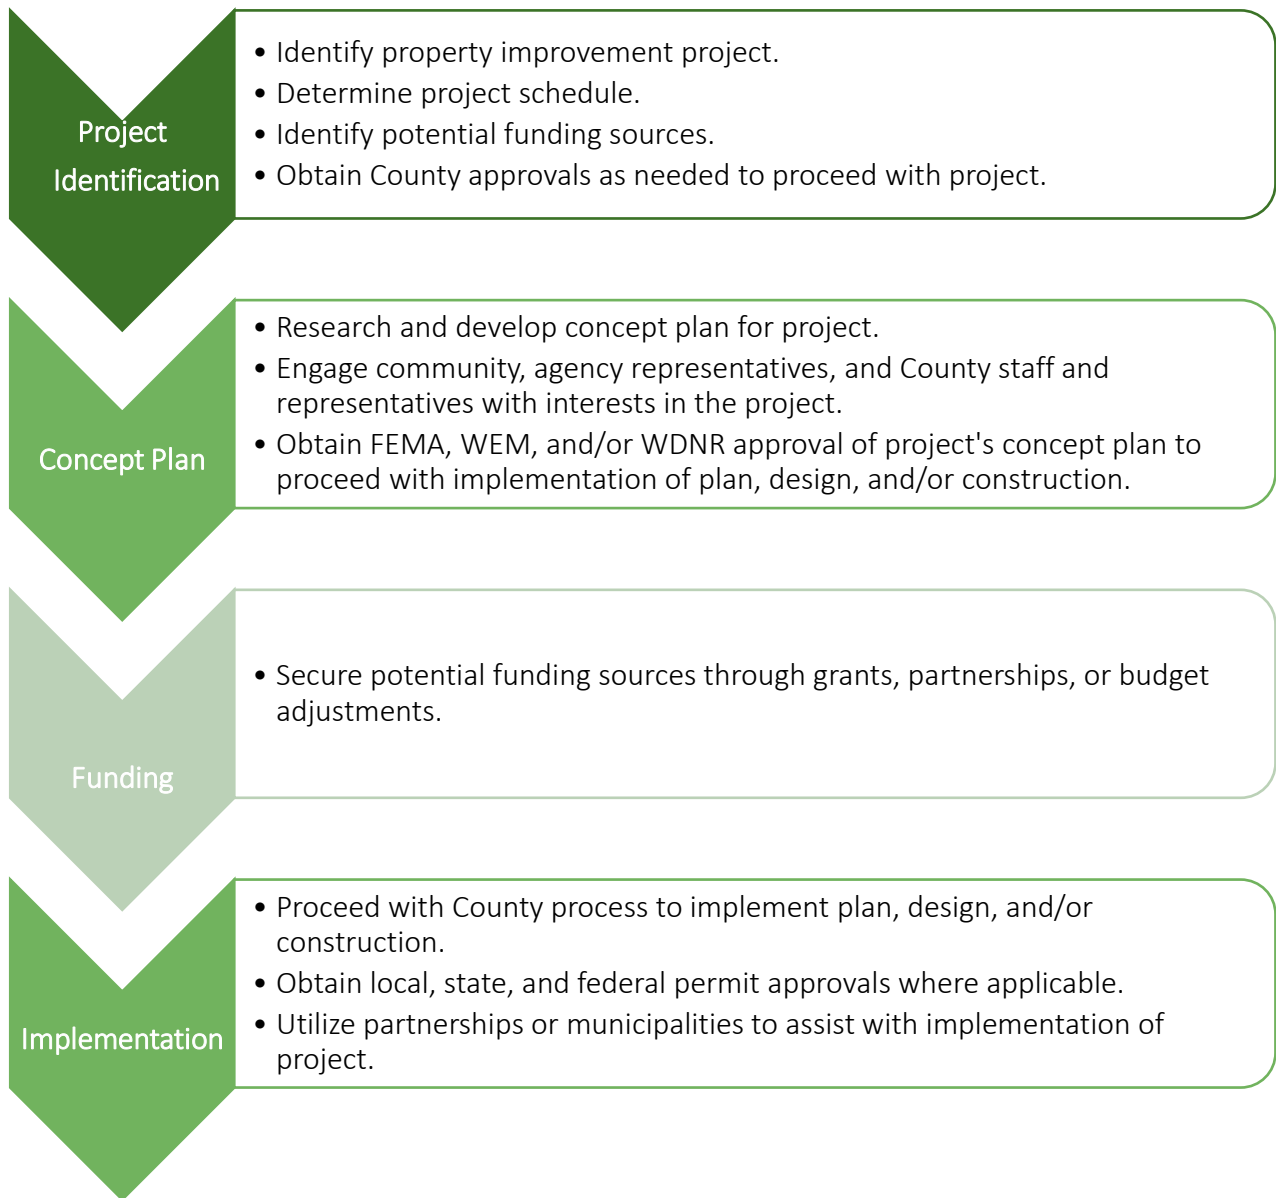 Project
Identification
• Identify property improvement project.
• Determine project schedule.
• Identify potential funding sources.
• Obtain County approvals as needed to proceed with project.
Concept Plan
• Research and develop concept plan for project.
• Engage community, agency representatives, and County staff and
representatives with interests in the project.
• Obtain FEMA, WEM, and/or WDNR approval of project's concept plan to
proceed with implementation of plan, design, and/or construction.
Funding
• Secure potential funding sources through grants, partnerships, or budget
adjustments.
Implementation
• Proceed with County process to implement plan, design, and/or
construction.
• Obtain local, state, and federal permit approvals where applicable.
• Utilize partnerships or municipalities to assist with implementation of
project.